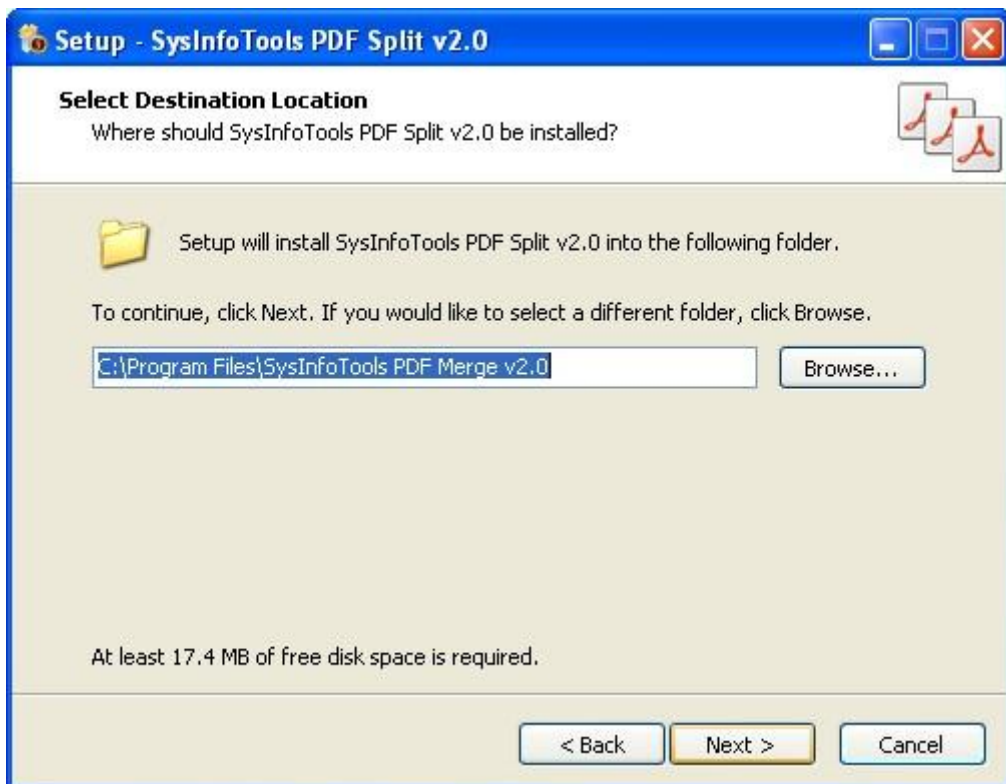 Setup - SysInfoTools PDF Split v2.0
Select Destination Location
Where should SysInfoTools PDF Split v2.0 be installed?
Setup will install SysInfoTools PDF Split v2.0 into the following folder.
To continue, click Next. If you would like to select a different folder, click Browse.
C:\Program Files\SysInfoTools PDF Merge v2.0
Browse...
At least 17.4 MB of free disk space is required.
< Back
Next >
Cancel